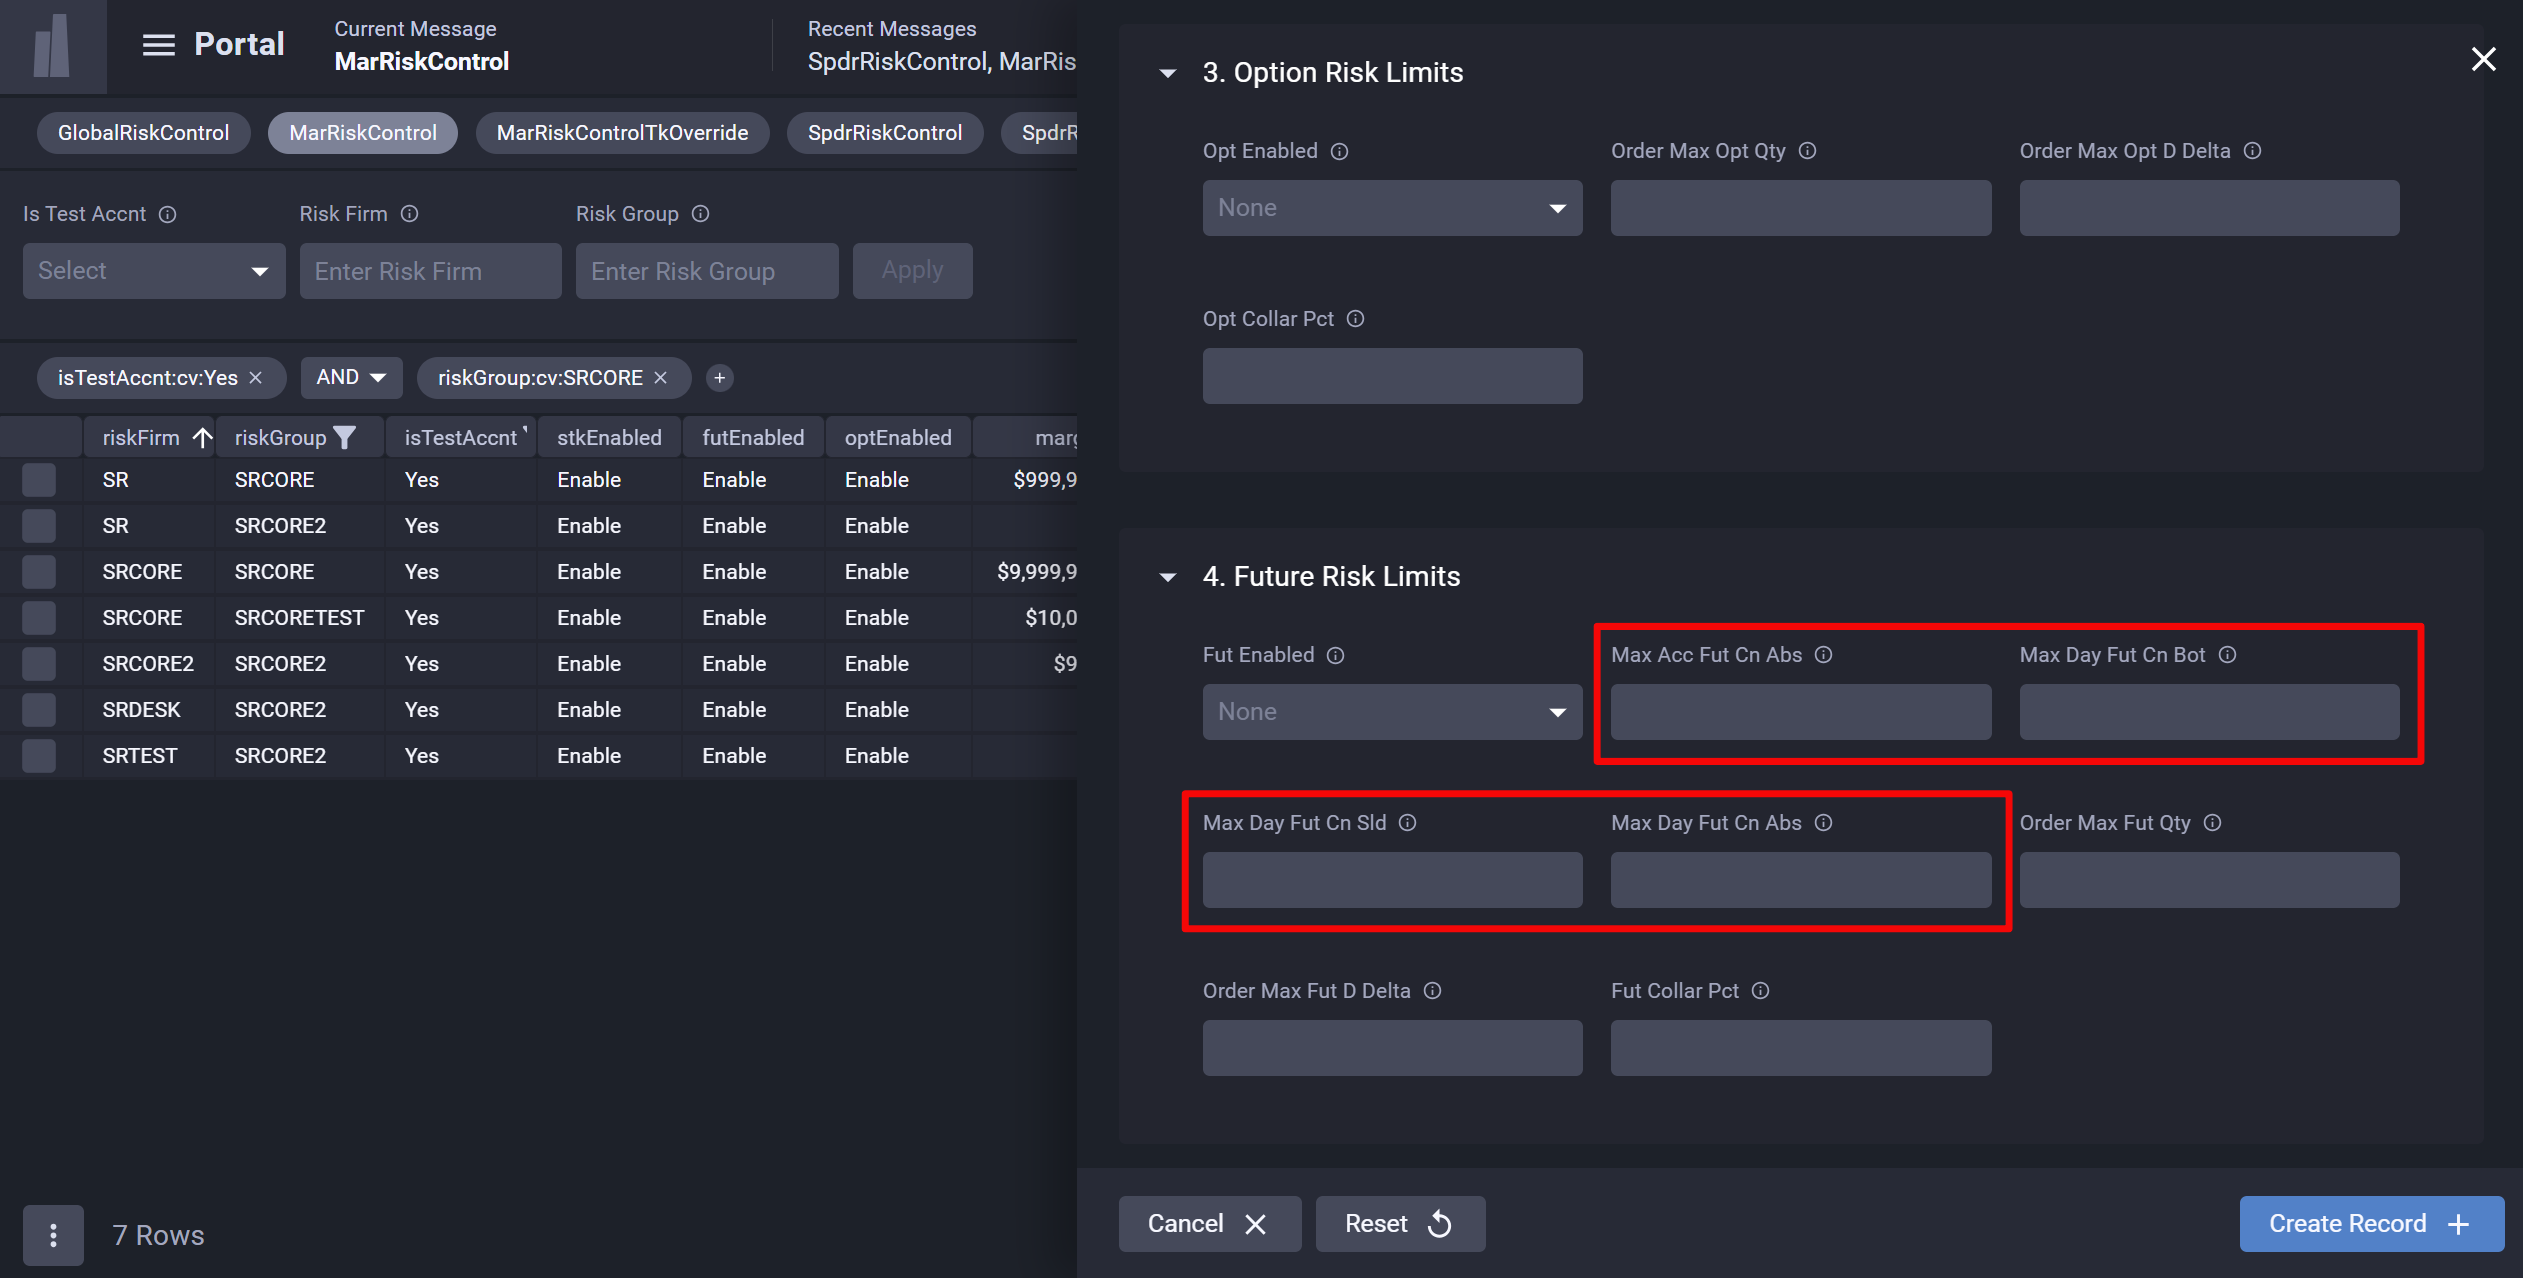 Portal
Current Message
MarRiskControl
Recent Messages
SpdrRiskControl, MarRis
GlobalRiskControl
MarRiskControl
MarRiskControlTkOverride
SpdrRiskControl
SpdrR
Is Test Accnt
Risk Firm
Risk Group
Select
Enter Risk Firm
Enter Risk Group
Apply
isTestAccnt:cv:Yes
AND
riskGroup:cv:SRCORE
riskFirm riskGroup isTestAccnt stkEnabled futEnabled optEnabled marg
SR SRCORE Yes Enable Enable Enable $999,9
SR SRCORE2 Yes Enable Enable Enable
SRCORE SRCORE Yes Enable Enable Enable $9,999,9
SRCORE SRCORETEST Yes Enable Enable Enable $10,0
SRCORE2 SRCORE2 Yes Enable Enable Enable $9
SRDESK SRCORE2 Yes Enable Enable Enable
SRTEST SRCORE2 Yes Enable Enable Enable
7 Rows
3. Option Risk Limits
Opt Enabled
Order Max Opt Qty
Order Max Opt D Delta
None
Opt Collar Pct
4. Future Risk Limits
Fut Enabled
Max Acc Fut Cn Abs
Max Day Fut Cn Bot
None
Max Day Fut Cn Sld
Max Day Fut Cn Abs
Order Max Fut Qty
Order Max Fut D Delta
Fut Collar Pct
Cancel
Reset
Create Record